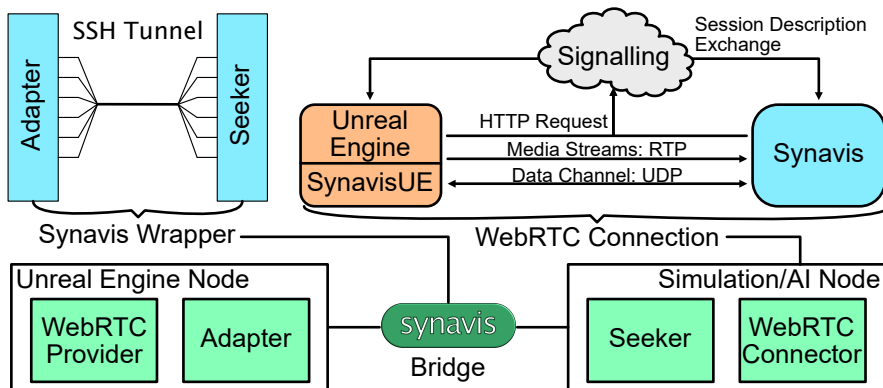 SSH Tunnel
Adapter
Seeker
Signalling
Session Description
Exchange
Unreal
Engine
SynavisUE
HTTP Request
Media Streams: RTP
Data Channel: UDP
Synavis
Synavis Wrapper
WebRTC Connection
Unreal Engine Node
WebRTC
Provider
Adapter
synavis
Bridge
Simulation/AI Node
Seeker
WebRTC
Connector